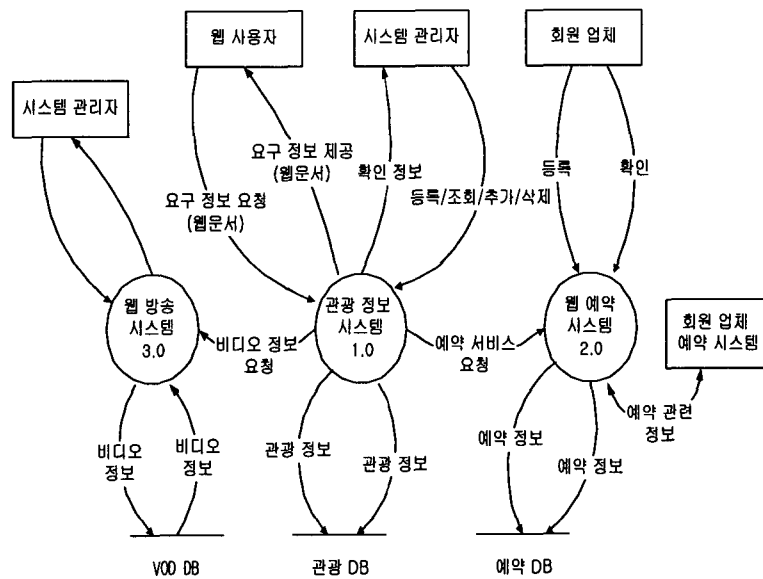 웹 사용자
시스템 관리자
회원 업체
시스템 관리자
요구 정보 제공
(웹문서)
확인 정보
등록
확인
요구 정보 요청
(웹문서)
등록/조회/추가/삭제
웹 방송
시스템
3.0
관광 정보
시스템
1.0
웹 예약
시스템
2.0
회원 업체
예약 시스템
비디오 정보
요청
예약 서비스
요청
예약 관련
정보
비디오
정보
비디오
정보
관광 정보
관광 정보
예약 정보
예약 정보
VOD DB
관광 DB
예약 DB